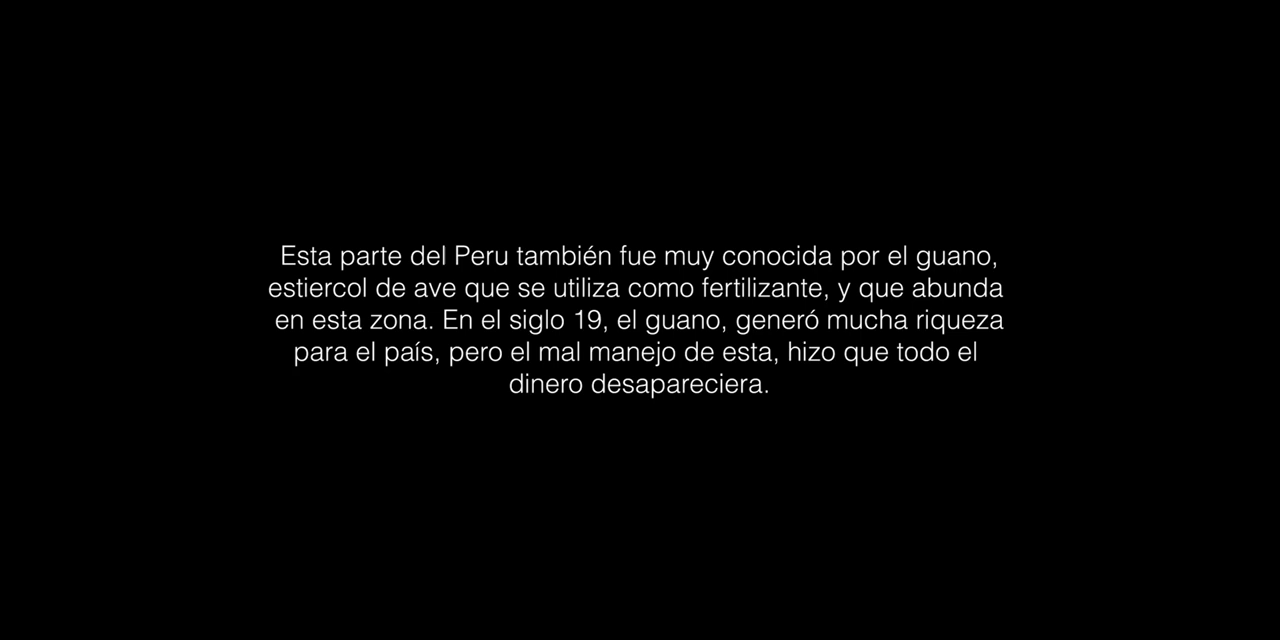 Esta parte del Peru también fue muy conocida por el guano,
estiercol de ave que se utiliza como fertilizante, y que abunda
en esta zona. En el siglo 19, el guano, generó mucha riqueza
para el país, pero el mal manejo de esta, hizo que todo el
dinero desapareciera.